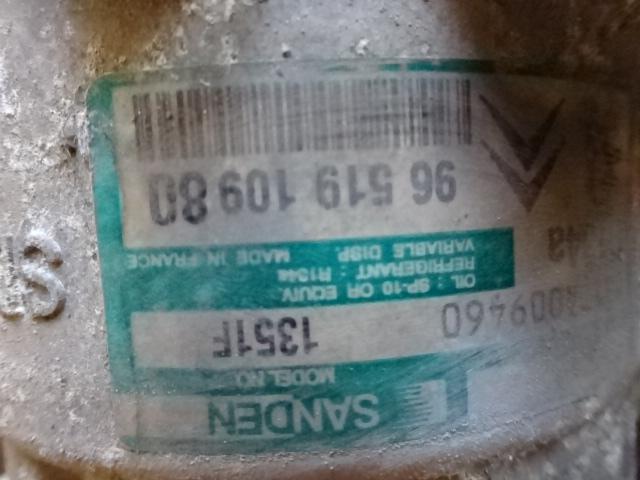 SANDEN
MODEL NO.
1351F
OIL : SP-10 OR EQUIV.
REFRIGERANT : R134a
VARIABLE DISP.
MADE IN FRANCE
96 519 109 80